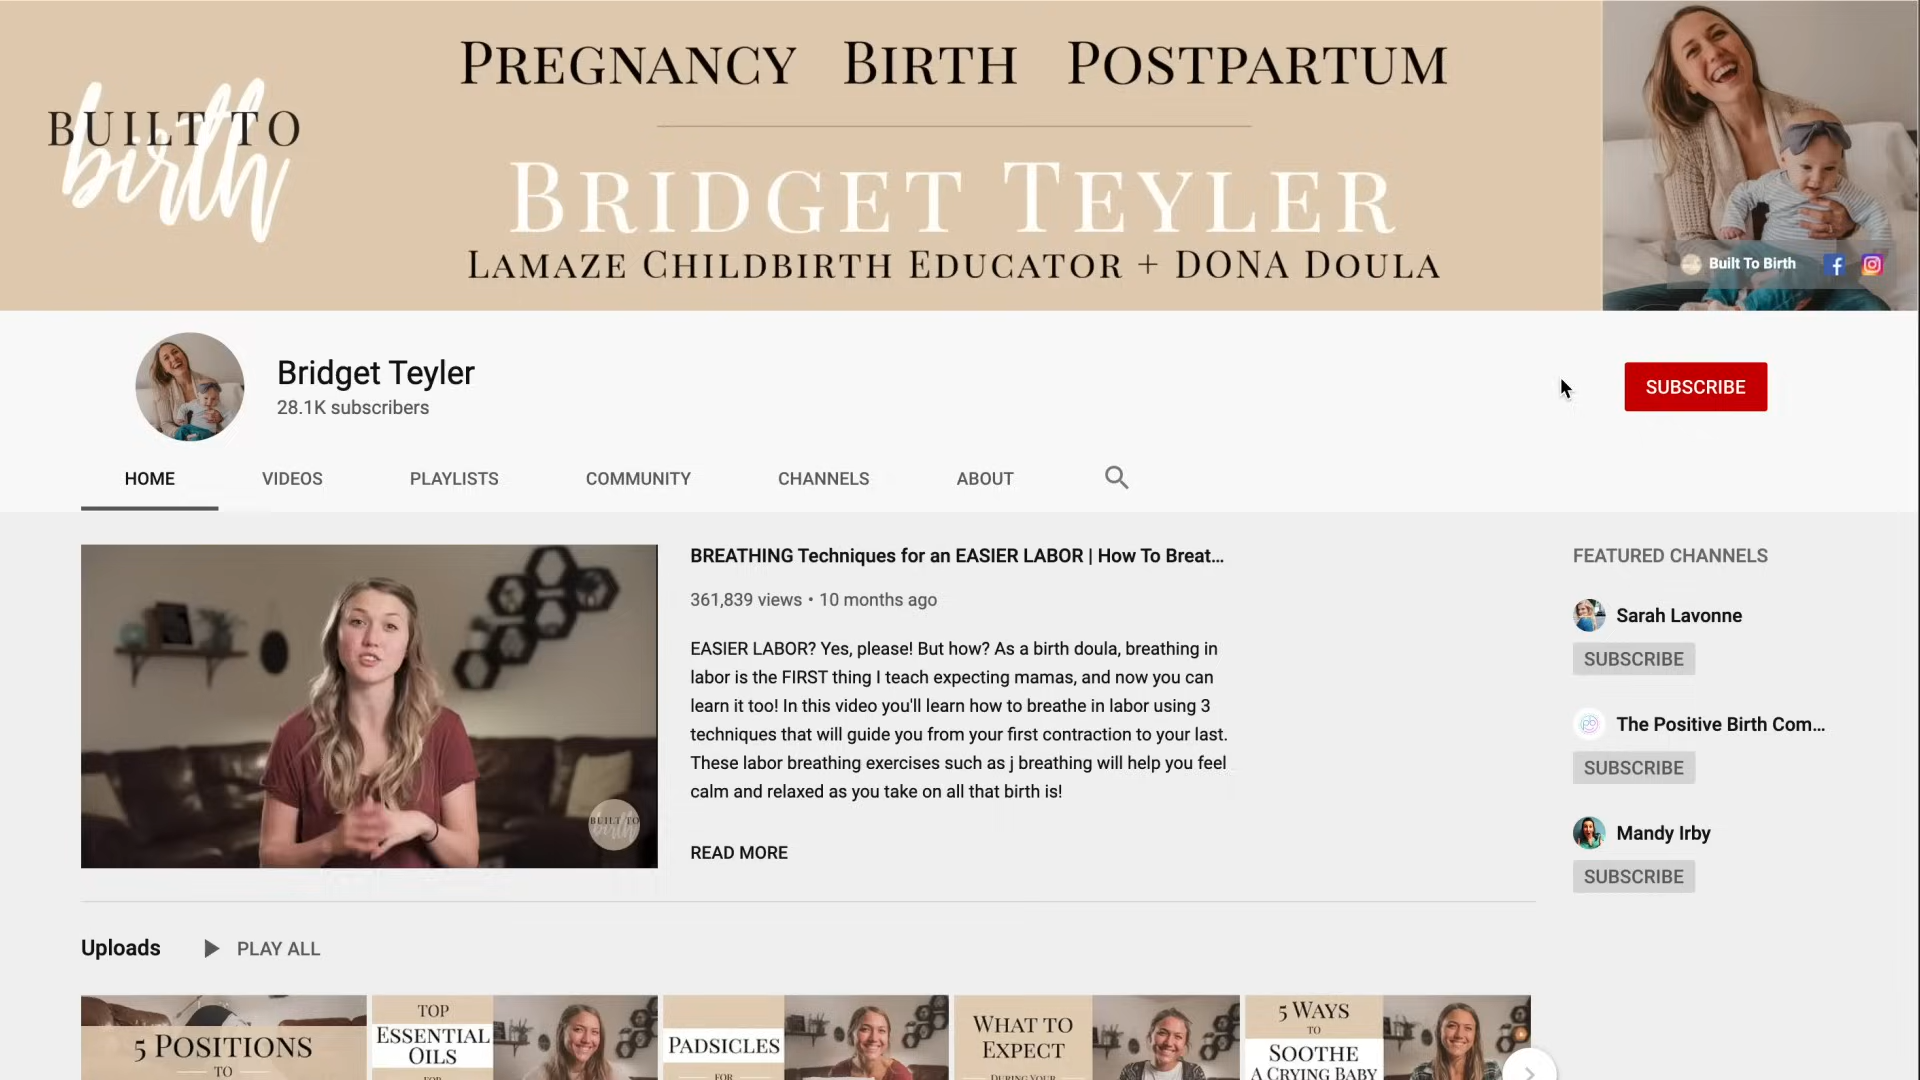 PREGNANCY BIRTH POSTPARTUM
BUILT TO
birth
BRIDGET TEYLER
LAMAZE CHILDBIRTH EDUCATOR + DONA DOULA
Built To Birth
Bridget Teyler
28.1K subscribers
SUBSCRIBE
HOME VIDEOS PLAYLISTS COMMUNITY CHANNELS ABOUT
BREATHING Techniques for an EASIER LABOR | How To Breat...
361,839 views • 10 months ago
EASIER LABOR? Yes, please! But how? As a birth doula, breathing in
labor is the FIRST thing I teach expecting mamas, and now you can
learn it too! In this video you'll learn how to breathe in labor using 3
techniques that will guide you from your first contraction to your last.
These labor breathing exercises such as j breathing will help you feel
calm and relaxed as you take on all that birth is!
READ MORE
BUILT TO
birth
FEATURED CHANNELS
Sarah Lavonne
SUBSCRIBE
The Positive Birth Com...
SUBSCRIBE
Mandy Irby
SUBSCRIBE
Uploads PLAY ALL
5 POSITIONS
TO
TOP
ESSENTIAL
OILS
FOR
PADSICLES
FOR
WHAT TO
EXPECT
DURING YOUR
5 WAYS
TO
SOOTHE
A CRYING BABY